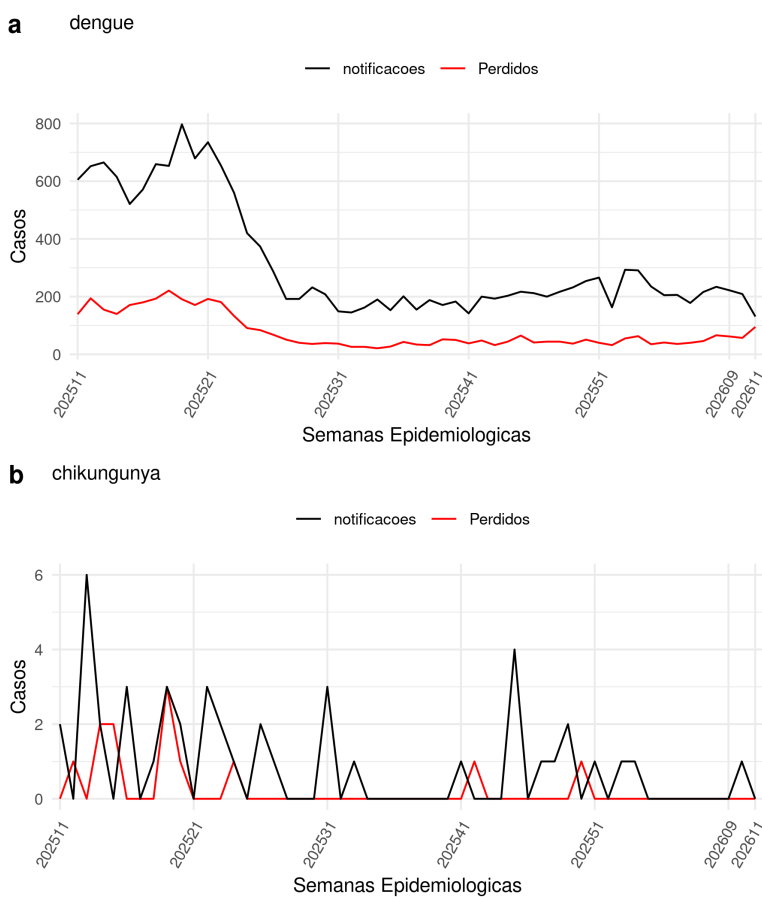 a dengue
notificacoes Perdidos
800
600
400
200
0
Casos
202511 202521 202531 202541 202551 202609 202611
Semanas Epidemiologicas
b chikungunya
notificacoes Perdidos
6
4
2
0
Casos
202511 202521 202531 202541 202551 202609 202611
Semanas Epidemiologicas